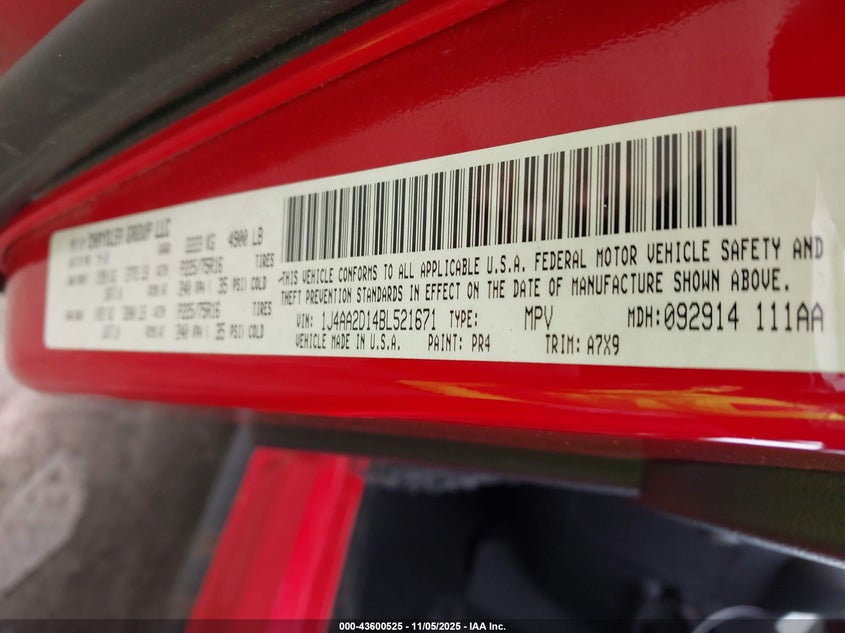 CHRYSLER GROUP LLC
2223 KG 4900 LB
P225/75R16 TIRES
240 KPA ( 35 PSI) COLD
P225/75R16 TIRES
240 KPA ( 35 PSI) COLD
THIS VEHICLE CONFORMS TO ALL APPLICABLE U.S.A. FEDERAL MOTOR VEHICLE SAFETY AND
THEFT PREVENTION STANDARDS IN EFFECT ON THE DATE OF MANUFACTURE SHOWN ABOVE.
VIN: 1J4AA2D14BL521671 TYPE: MPV MDH: 092914 111AA
VEHICLE MADE IN U.S.A. PAINT: PR4 TRIM: A7X9
000-43600525 - 11/05/2025 - IAA Inc.